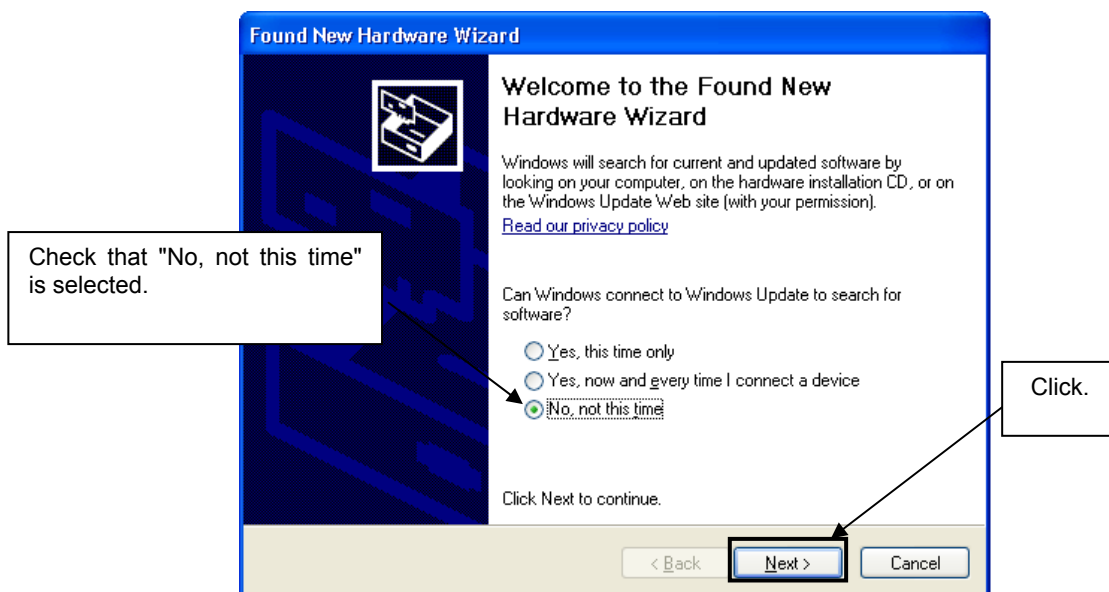 Found New Hardware Wizard
Welcome to the Found New
Hardware Wizard
Windows will search for current and updated software by
looking on your computer, on the hardware installation CD, or on
the Windows Update Web site (with your permission).
Read our privacy policy
Check that "No, not this time"
is selected.
Can Windows connect to Windows Update to search for
software?
Yes, this time only
Yes, now and every time I connect a device
No, not this time
Click.
Click Next to continue.
< Back
Next >
Cancel